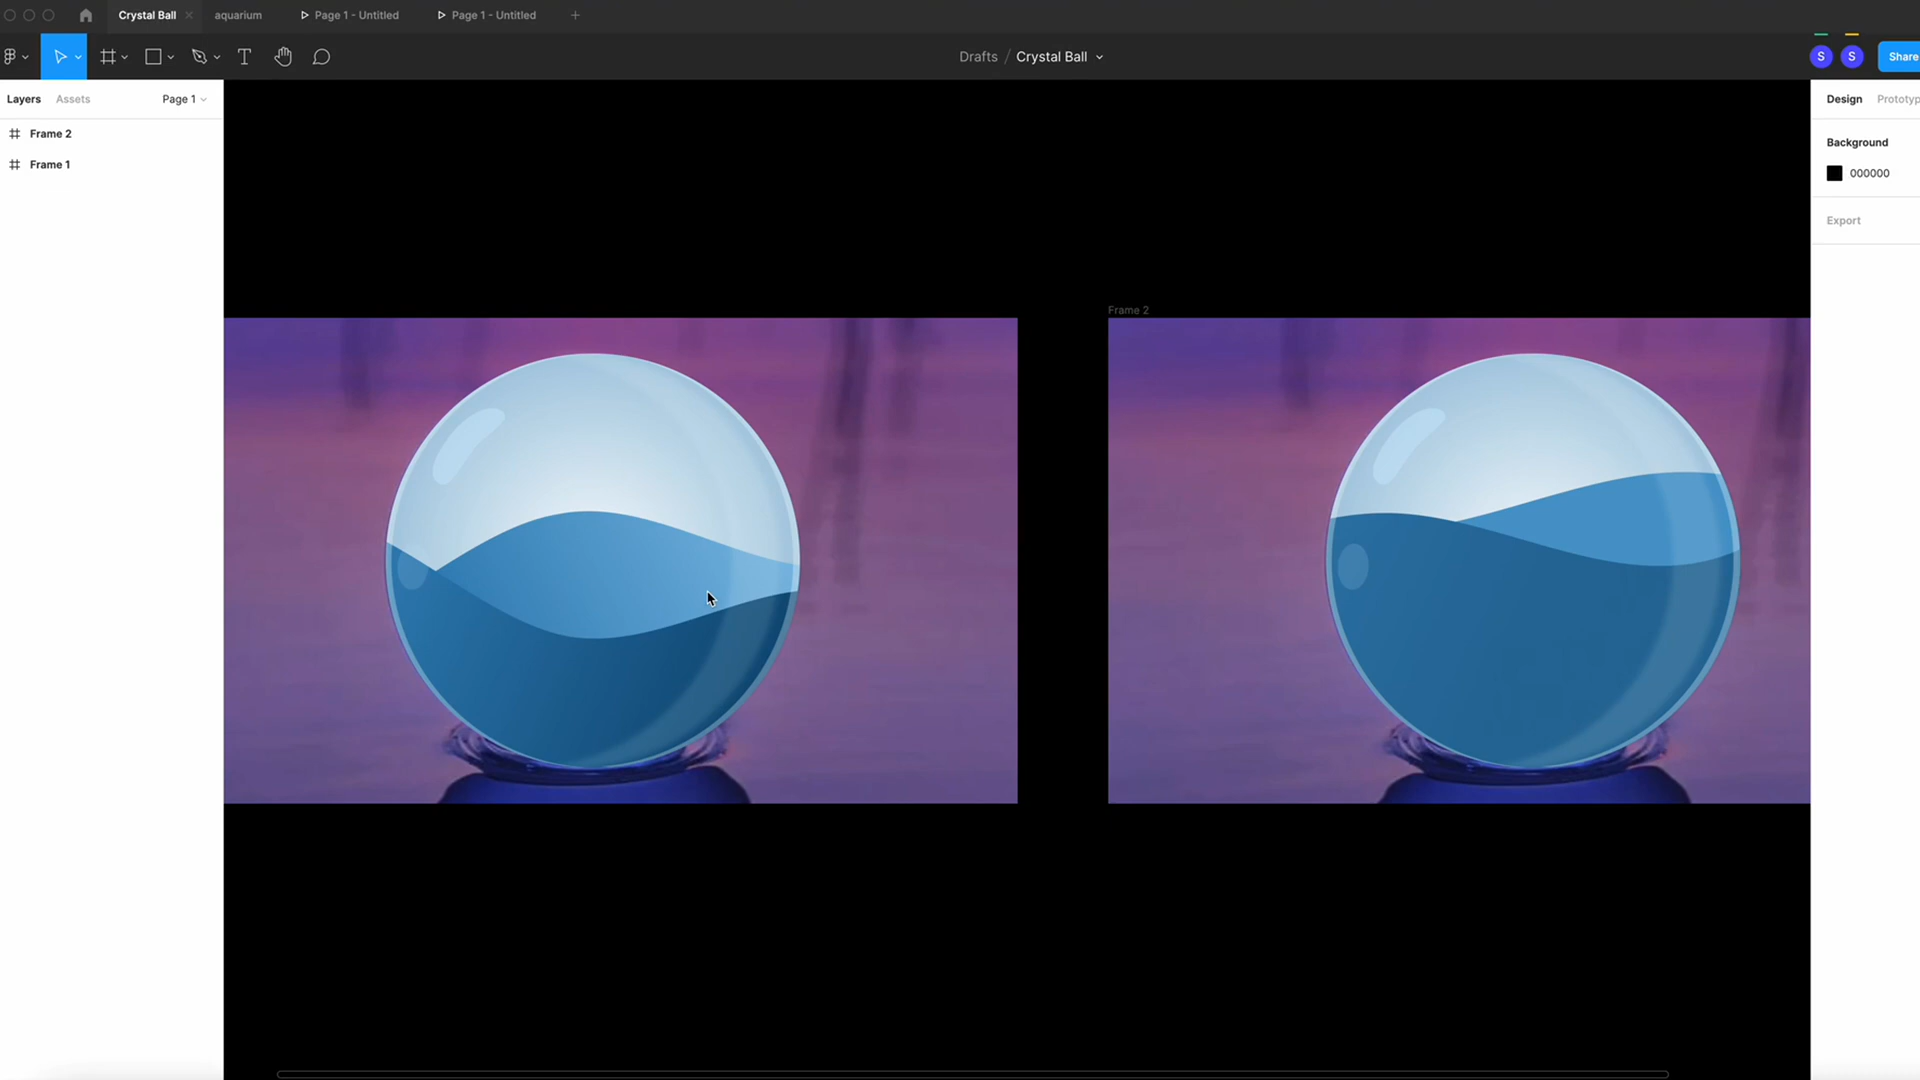 Crystal Ball
aquarium
Page 1 - Untitled
Page 1 - Untitled
Drafts / Crystal Ball
S
S
Share
Layers
Assets
Page 1
Frame 2
Frame 1
Frame 2
Design
Prototyp
Background
000000
Export